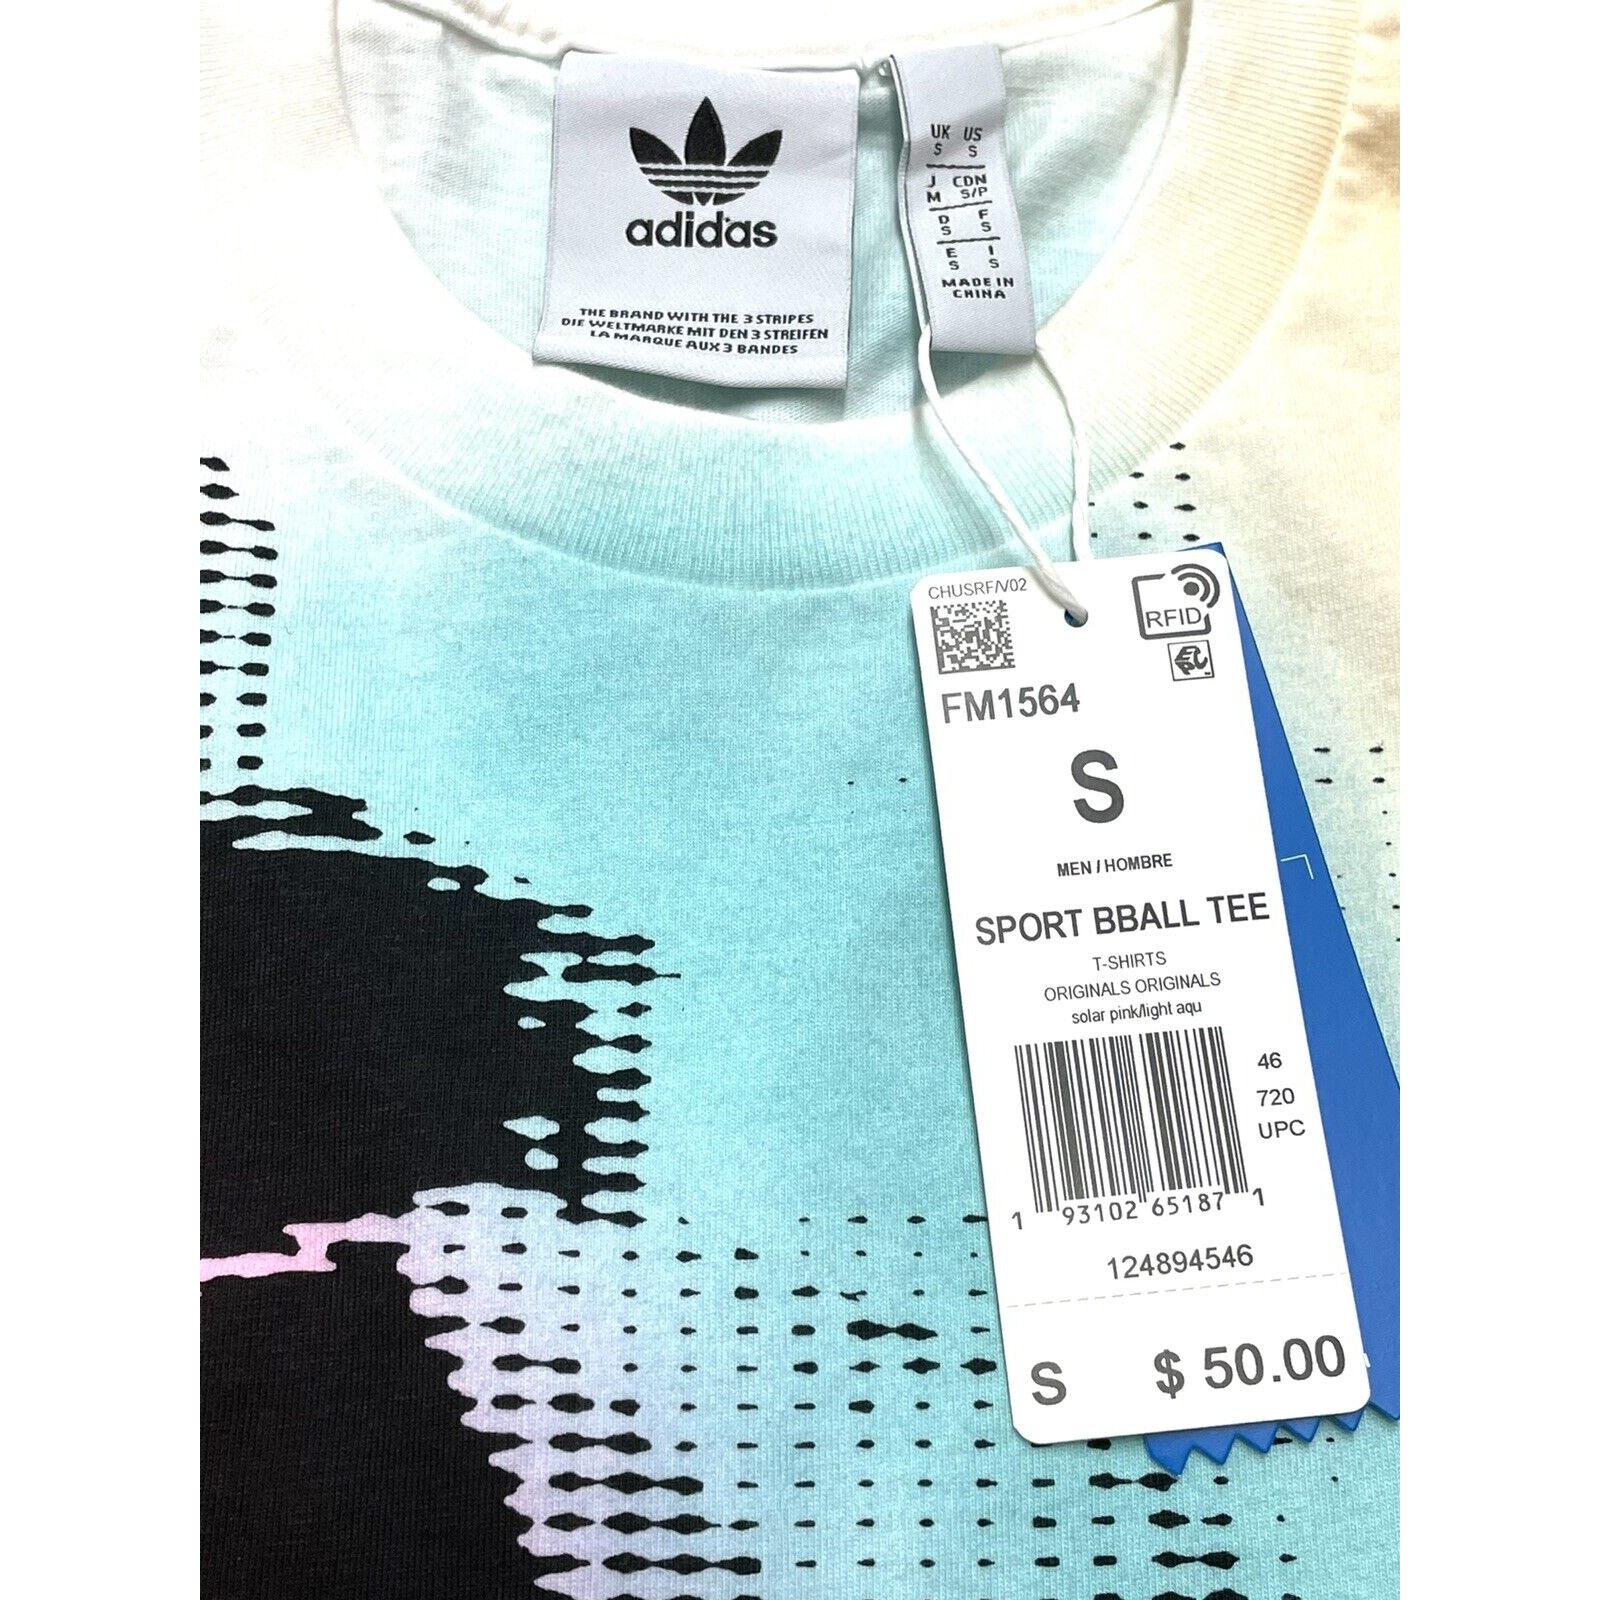 adidas
THE BRAND WITH THE 3 STRIPES
DIE WELTMARKE MIT DEN 3 STREIFEN
LA MARQUE AUX 3 BANDES
UK US
S S
J CDN
M S/P
D F
S S
E I
S S
MADE IN
CHINA
CHUSRF/V02
RFID
EPC
FM1564
S
MEN / HOMBRE
SPORT BBALL TEE
T-SHIRTS
ORIGINALS ORIGINALS
solar pink/light aqu
46
720
UPC
1 93102 65187 1
124894546
S $ 50.00